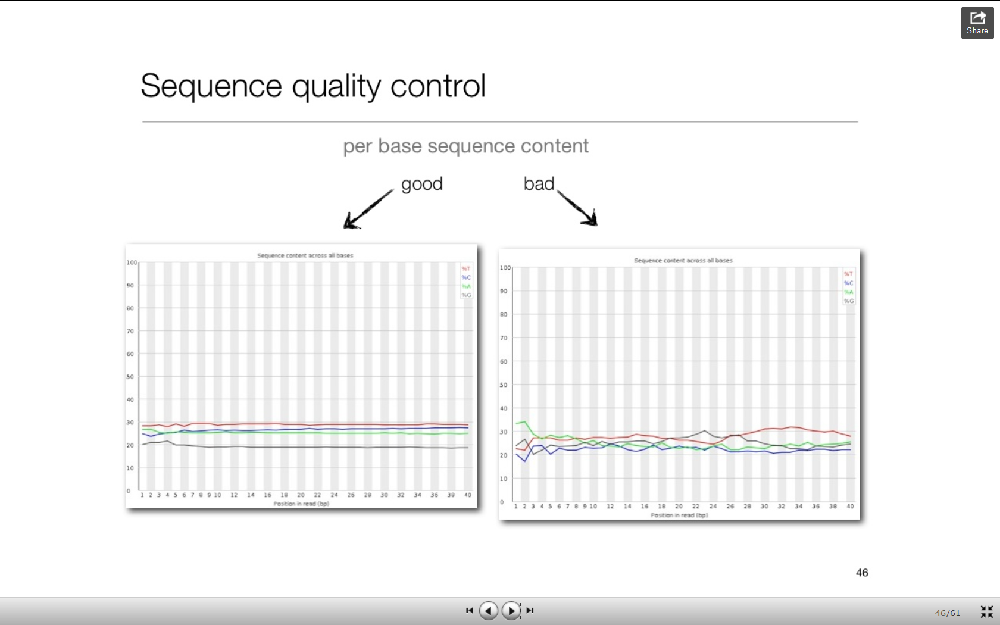 Share
Sequence quality control
per base sequence content
good
bad
Sequence content across all bases
%T
%C
%A
%G
100
90
80
70
60
50
40
30
20
10
0
1 2 3 4 5 6 7 8 9 10 12 14 16 18 20 22 24 26 28 30 32 34 36 38 40
Position in read (bp)
Sequence content across all bases
%T
%C
%A
%G
100
90
80
70
60
50
40
30
20
10
0
1 2 3 4 5 6 7 8 9 10 12 14 16 18 20 22 24 26 28 30 32 34 36 38 40
Position in read (bp)
46
46/61